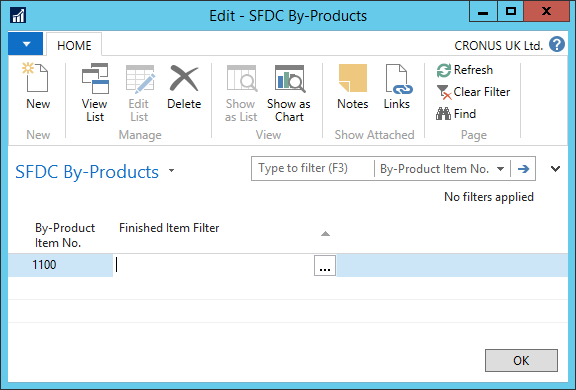 Edit - SFDC By-Products
HOME
CRONUS UK Ltd.
New
View List
Edit List
Delete
Show as List
Show as Chart
Notes
Links
Refresh
Clear Filter
Find
New
Manage
View
Show Attached
Page
SFDC By-Products
Type to filter (F3)
By-Product Item No.
No filters applied
By-Product Item No.
Finished Item Filter
1100
...
OK